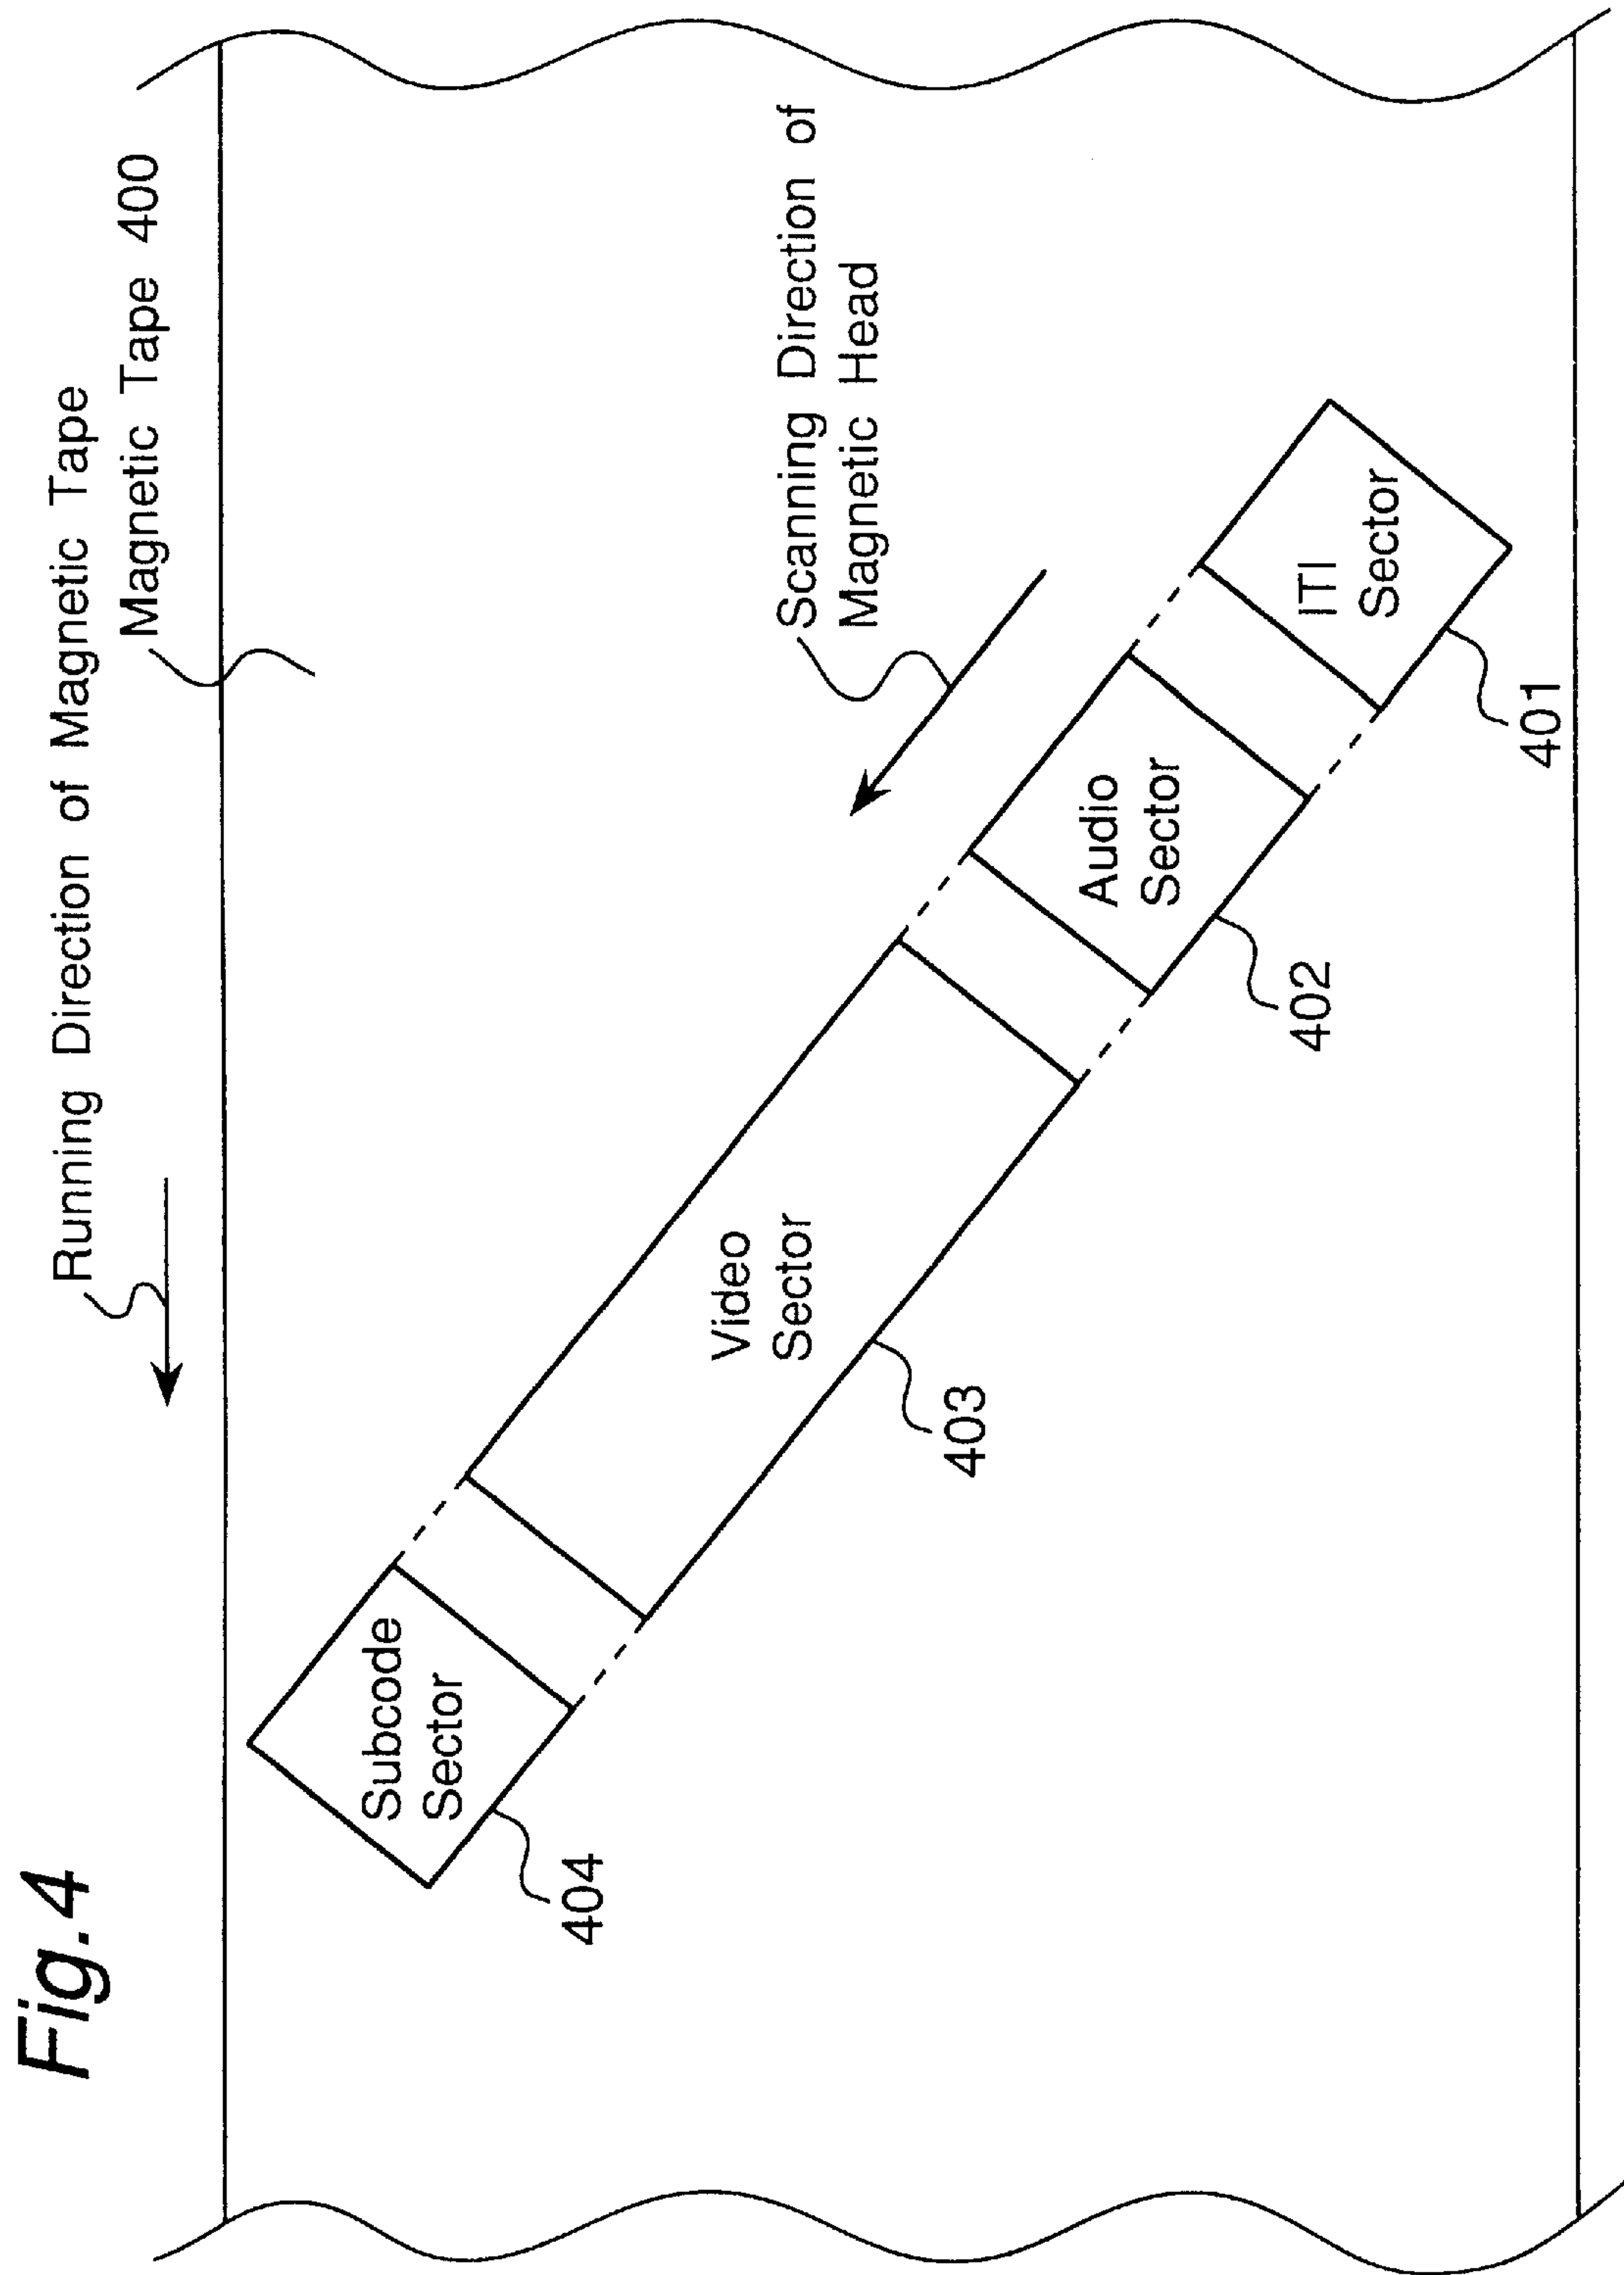 Fig.4
Running Direction of Magnetic Tape
Magnetic Tape 400
Scanning Direction of
Magnetic Head
Subcode
Sector
404
Video
Sector
403
Audio
Sector
402
ITI
Sector
401